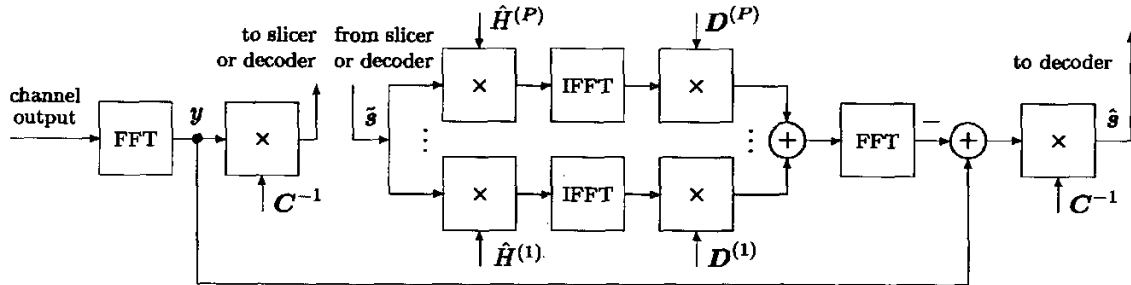 Ĥ^(P)
D^(P)
to slicer
or decoder
from slicer
or decoder
to decoder
channel
output
FFT
y
×
C⁻¹
s̃
⋮
×
IFFT
×
×
IFFT
×
⋮
+
FFT
−
+
×
ŝ
C⁻¹
Ĥ^(1)
D^(1)